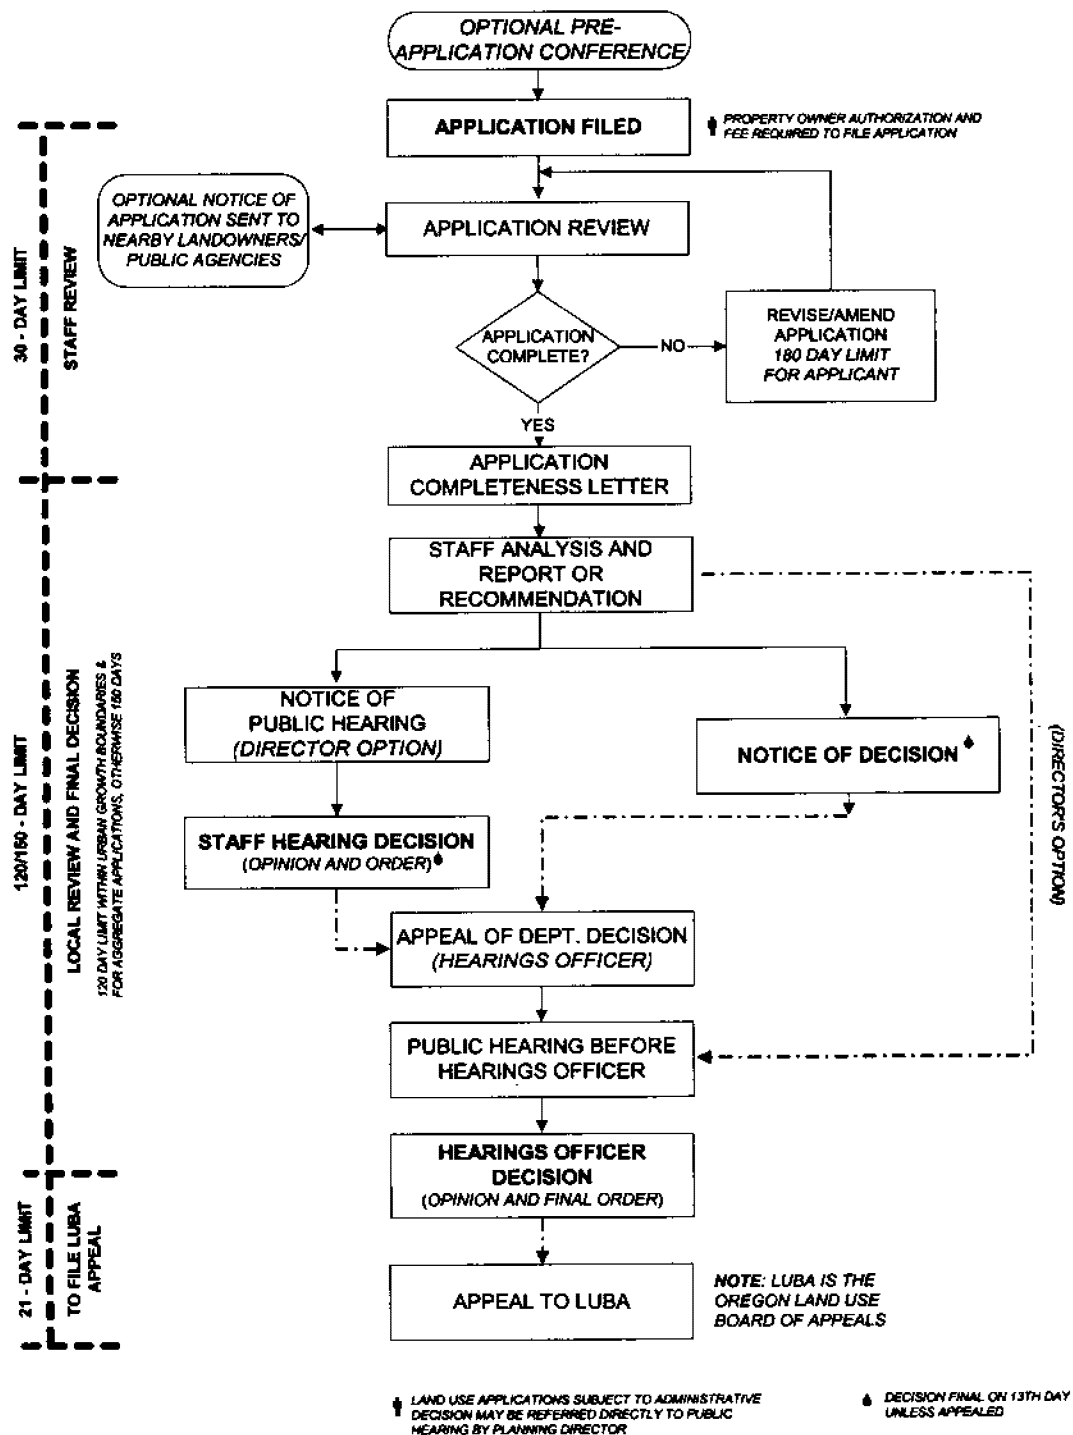 OPTIONAL PRE-
APPLICATION CONFERENCE
APPLICATION FILED
PROPERTY OWNER AUTHORIZATION AND
FEE REQUIRED TO FILE APPLICATION
OPTIONAL NOTICE OF
APPLICATION SENT TO
NEARBY LANDOWNERS/
PUBLIC AGENCIES
APPLICATION REVIEW
30 - DAY LIMIT
STAFF REVIEW
APPLICATION
COMPLETE?
NO
REVISE/AMEND
APPLICATION
180 DAY LIMIT
FOR APPLICANT
YES
APPLICATION
COMPLETENESS LETTER
STAFF ANALYSIS AND
REPORT OR
RECOMMENDATION
120/150 - DAY LIMIT
LOCAL REVIEW AND FINAL DECISION
120 DAY LIMIT WITHIN URBAN GROWTH BOUNDARIES &
FOR AGGREGATE APPLICATIONS, OTHERWISE 150 DAYS
NOTICE OF
PUBLIC HEARING
(DIRECTOR OPTION)
NOTICE OF DECISION
(DIRECTOR'S OPTION)
STAFF HEARING DECISION
(OPINION AND ORDER)
APPEAL OF DEPT. DECISION
(HEARINGS OFFICER)
PUBLIC HEARING BEFORE
HEARINGS OFFICER
HEARINGS OFFICER
DECISION
(OPINION AND FINAL ORDER)
21 - DAY LIMIT
TO FILE LUBA
APPEAL
APPEAL TO LUBA
NOTE: LUBA IS THE
OREGON LAND USE
BOARD OF APPEALS
LAND USE APPLICATIONS SUBJECT TO ADMINISTRATIVE
DECISION MAY BE REFERRED DIRECTLY TO PUBLIC
HEARING BY PLANNING DIRECTOR
DECISION FINAL ON 13TH DAY
UNLESS APPEALED